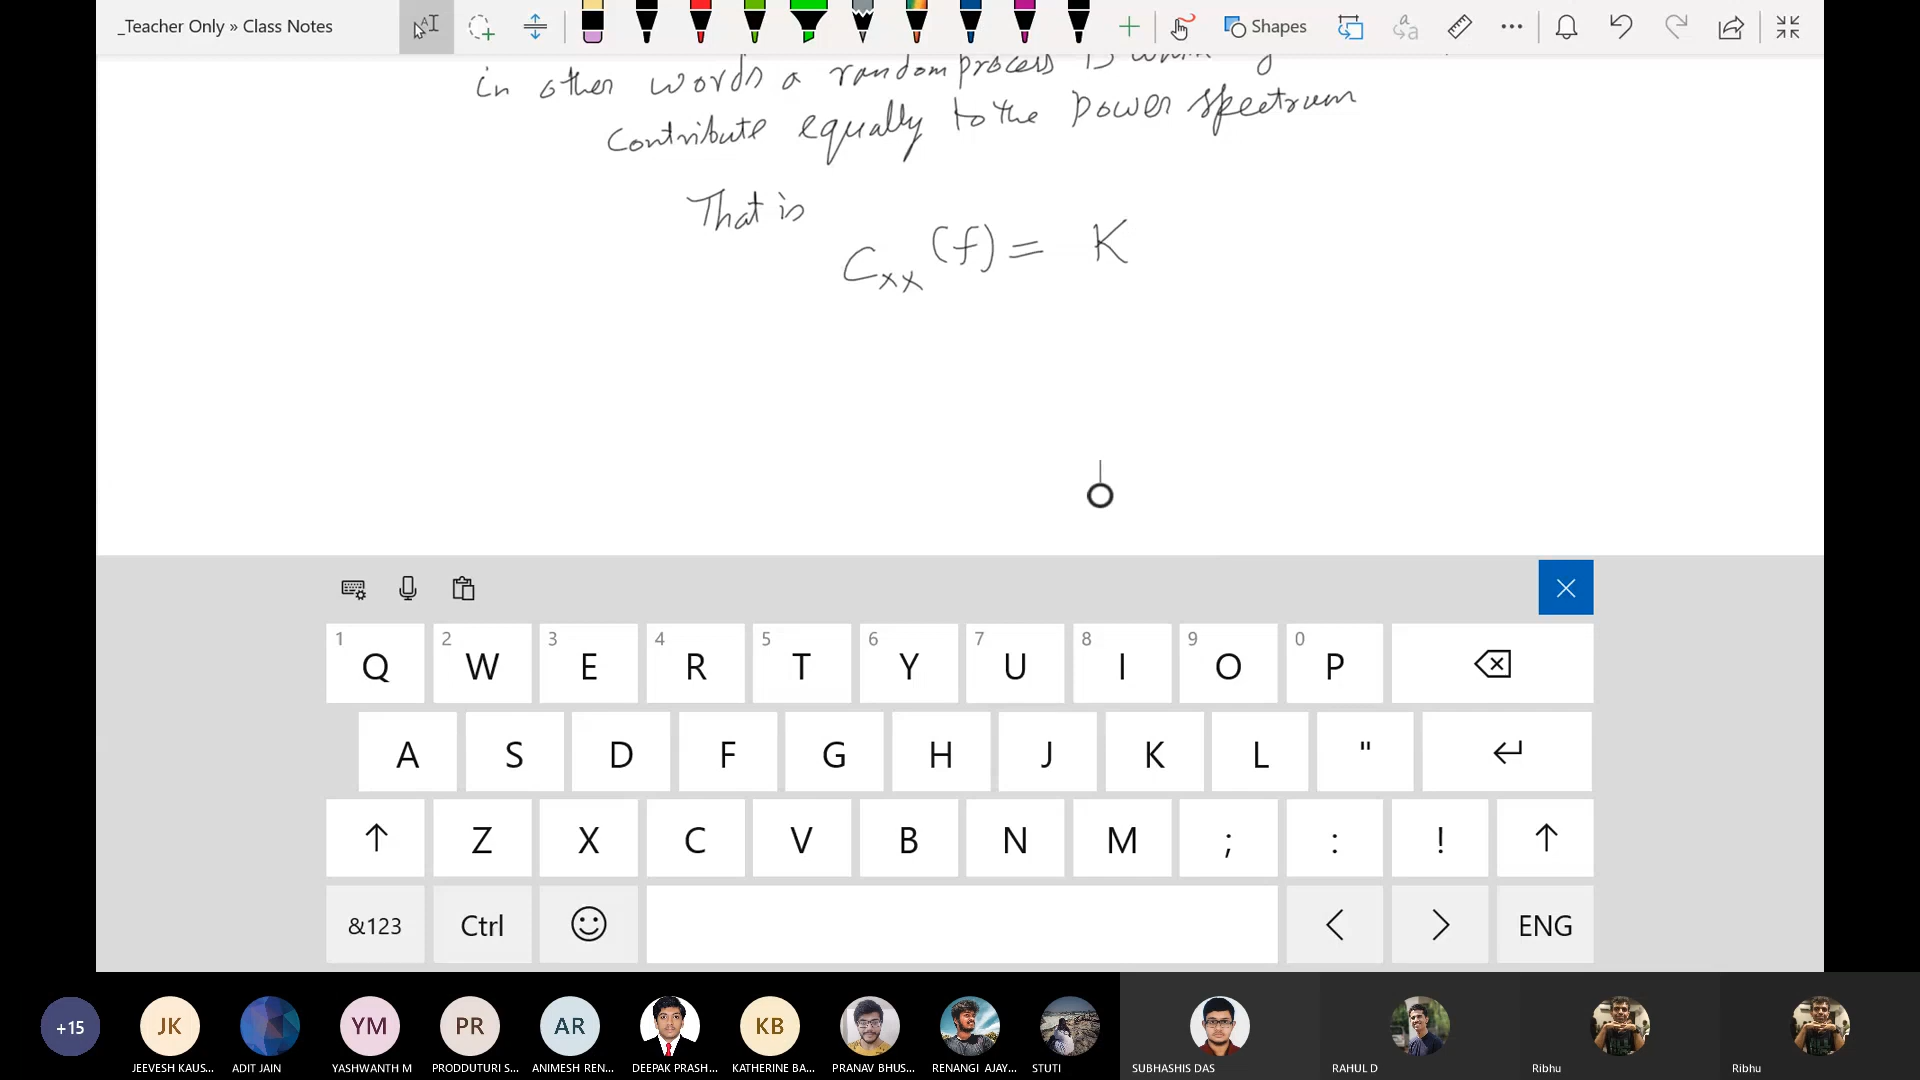 _Teacher Only » Class Notes
Shapes
in other words a random process is
contribute equally to the power spectrum
That is
Cxx (f) = K
1 2 3 4 5 6 7 8 9 0
Q W E R T Y U I O P
A S D F G H J K L "
Z X C V B N M ; : !
&123 Ctrl ENG
+15 JK YM PR AR KB
JEEVESH KAUS... ADIT JAIN YASHWANTH M PRODDUTURI S... ANIMESH REN... DEEPAK PRASH... KATHERINE BA... PRANAV BHUS... RENANGI AJAY... STUTI SUBHASHIS DAS RAHUL D Ribhu Ribhu